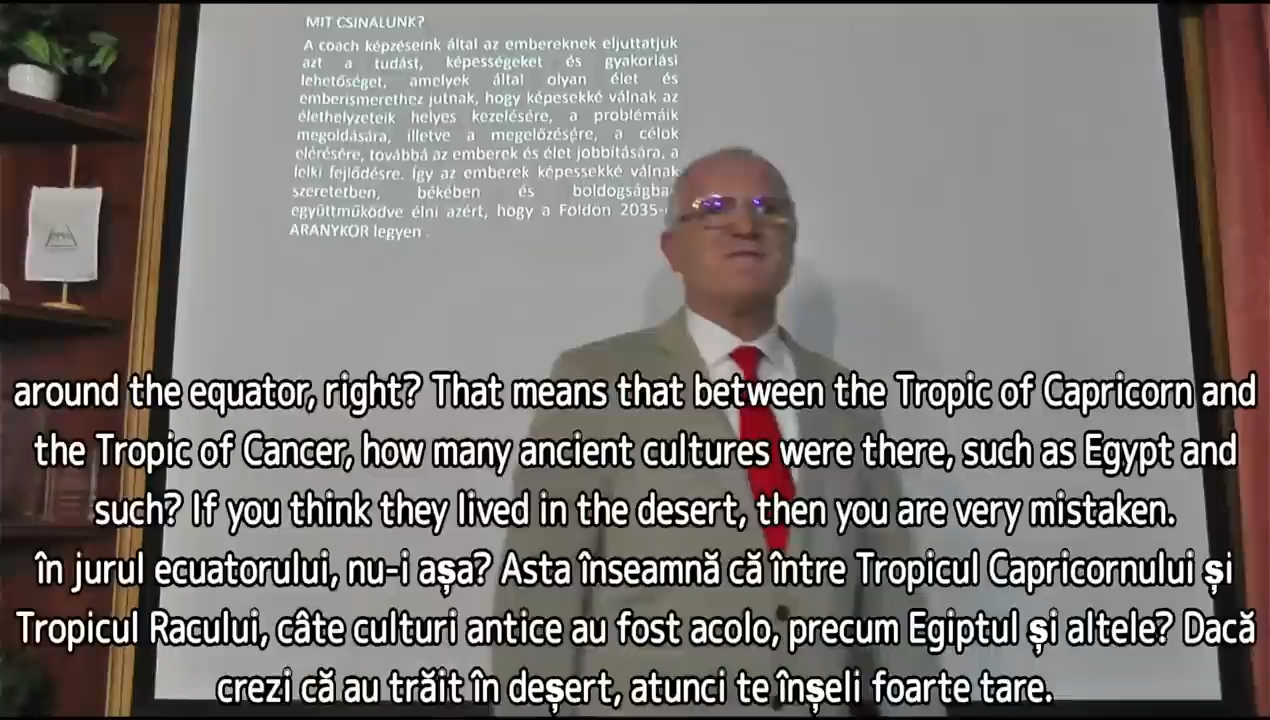 MIT CSINÁLUNK?
A coach képzéseink által az embereknek eljuttatjuk
azt a tudást, képességeket és gyakorlási
lehetőséget, amelyek által olyan élet és
emberismerethez jutnak, hogy képesekké válnak az
élethelyzeteik helyes kezelésére, a problémáik
megoldására, illetve a megelőzésére, a célok
elérésére, továbbá az emberek és élet jobbítására, a
lelki fejlődésre. Így az emberek képessekké válnak
szeretetben, békében és boldogságba
együttműködve élni azért, hogy a Földön 2035-
ARANYKOR legyen .
around the equator, right? That means that between the Tropic of Capricorn and
the Tropic of Cancer, how many ancient cultures were there, such as Egypt and
such? If you think they lived in the desert, then you are very mistaken.
în jurul ecuatorului, nu-i așa? Asta înseamnă că între Tropicul Capricornului și
Tropicul Racului, câte culturi antice au fost acolo, precum Egiptul și altele? Dacă
crezi că au trăit în deșert, atunci te înșeli foarte tare.